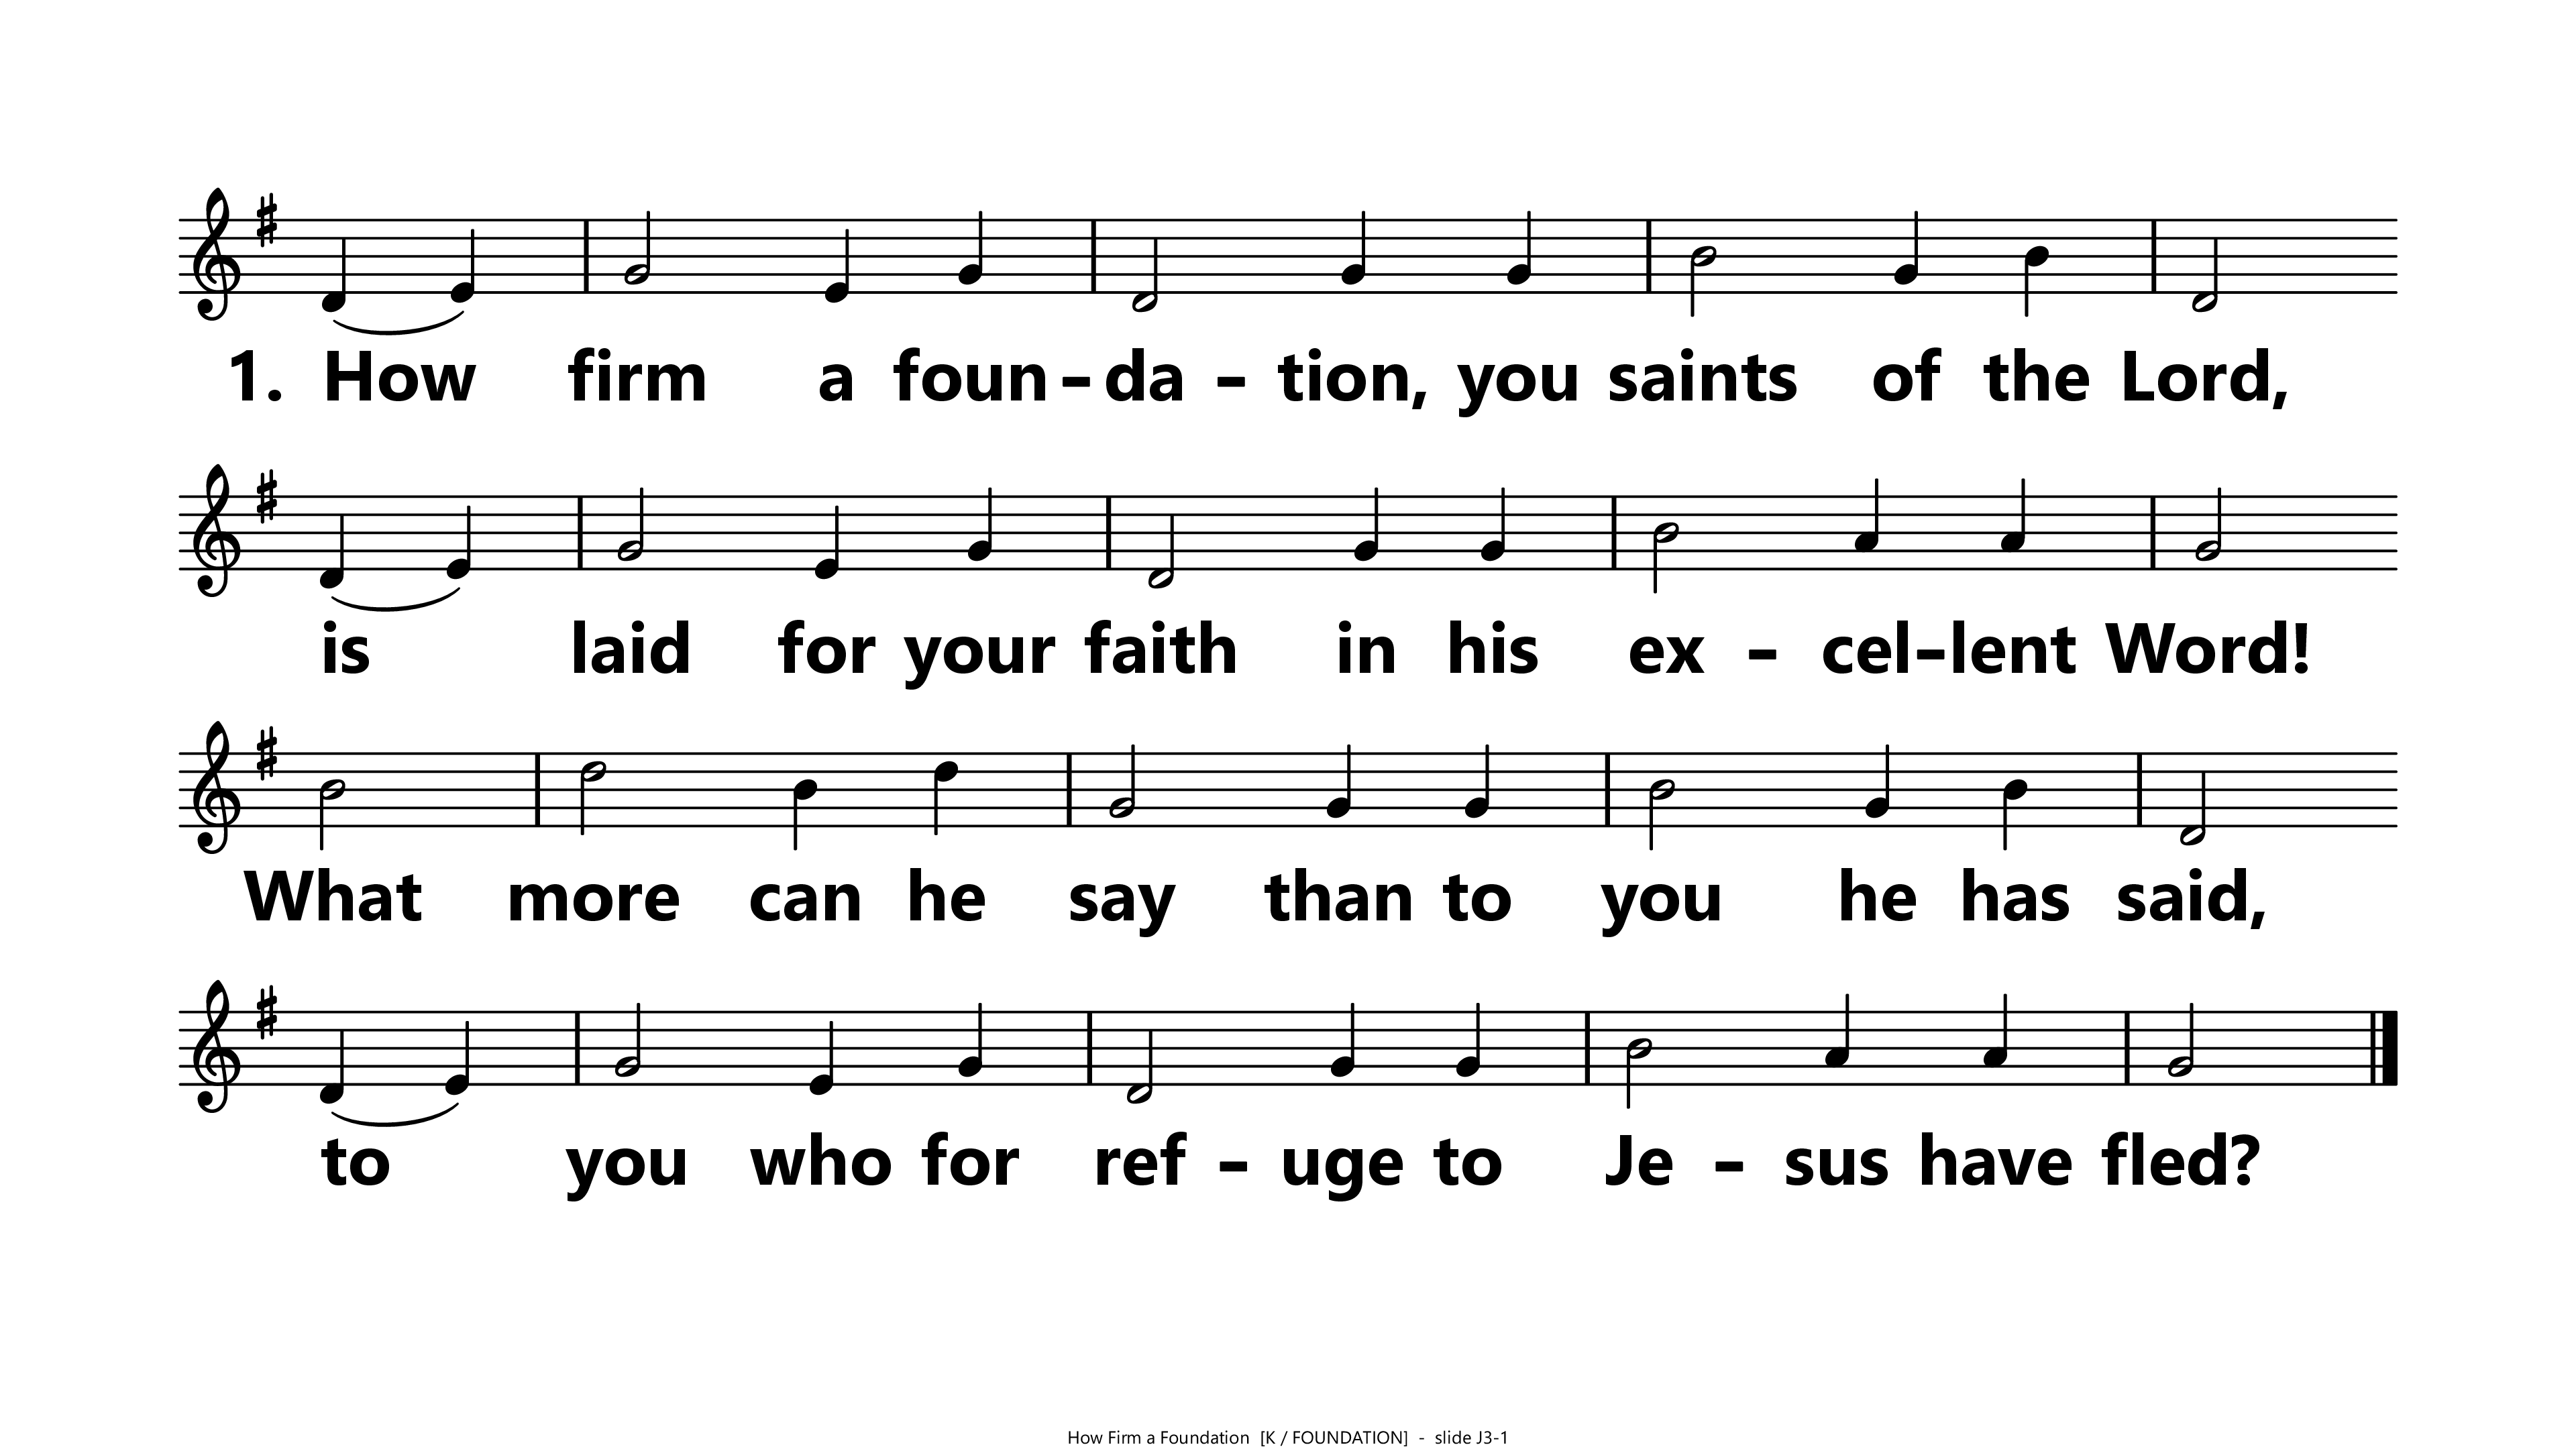 1. How firm a foun-da-tion, you saints of the Lord,
is laid for your faith in his ex-cel-lent Word!
What more can he say than to you he has said,
to you who for ref-uge to Je-sus have fled?
How Firm a Foundation [K / FOUNDATION] - slide J3-1